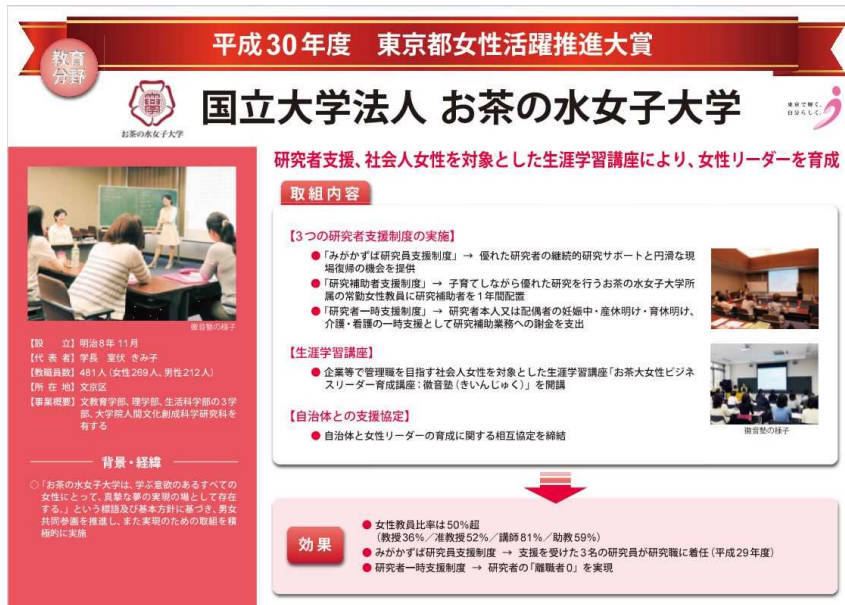 教育
分野
平成30年度 東京都女性活躍推進大賞
お茶の水女子大学
国立大学法人 お茶の水女子大学
東京で輝く、
自分らしく。
研究者支援、社会人女性を対象とした生涯学習講座により、女性リーダーを育成
徽音塾の様子
【設　　立】明治8年11月
【代 表 者】学長 室伏 きみ子
【教職員数】481人(女性269人、男性212人)
【所 在 地】文京区
【事業概要】文教育学部、理学部、生活科学部の3学
部、大学院人間文化創成科学研究科を
有する
背景・経緯
○「お茶の水女子大学は、学ぶ意欲のあるすべての
女性にとって、真摯な夢の実現の場として存在
する。」という標語及び基本方針に基づき、男女
共同参画を推進し、また実現のための取組を積
極的に実施
取組内容
【3つの研究者支援制度の実施】
●「みがかずば研究員支援制度」→ 優れた研究者の継続的研究サポートと円滑な現
場復帰の機会を提供
●「研究補助者支援制度」→ 子育てしながら優れた研究を行うお茶の水女子大学所
属の常勤女性教員に研究補助者を1年間配置
●「研究者一時支援制度」→ 研究者本人又は配偶者の妊娠中・産休明け・育休明け、
介護・看護の一時支援として研究補助業務への謝金を支出
【生涯学習講座】
● 企業等で管理職を目指す社会人女性を対象とした生涯学習講座「お茶大女性ビジネ
スリーダー育成講座：徽音塾(きいんじゅく)」を開講
【自治体との支援協定】
● 自治体と女性リーダーの育成に関する相互協定を締結
徽音塾の様子
効果
● 女性教員比率は50%超
(教授36%／准教授52%／講師81%／助教59%)
● みがかずば研究員支援制度 → 支援を受けた3名の研究員が研究職に着任(平成29年度)
● 研究者一時支援制度 → 研究者の「離職者0」を実現